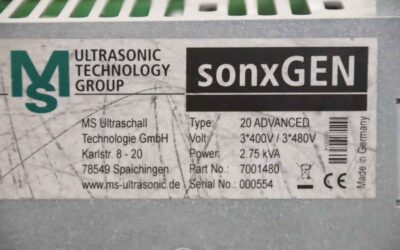 MS
ULTRASONIC
TECHNOLOGY
GROUP
sonxGEN
MS Ultraschall
Technologie GmbH
Karlstr. 8 - 20
78549 Spaichingen
www.ms-ultrasonic.de
Type: 20 ADVANCED
Volt: 3*400V / 3*480V
Power: 2.75 kVA
Part No.: 7001480
Serial No.: 000554
CE
Made in Germany